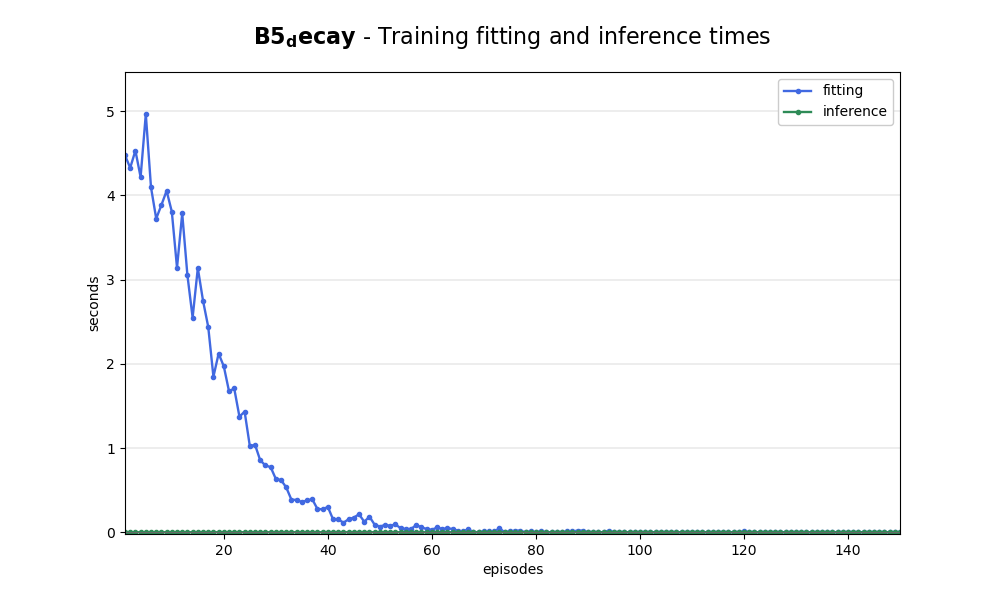 B5decay - Training fitting and inference times
fitting
inference
5
4
3
2
1
0
seconds
20 40 60 80 100 120 140
episodes